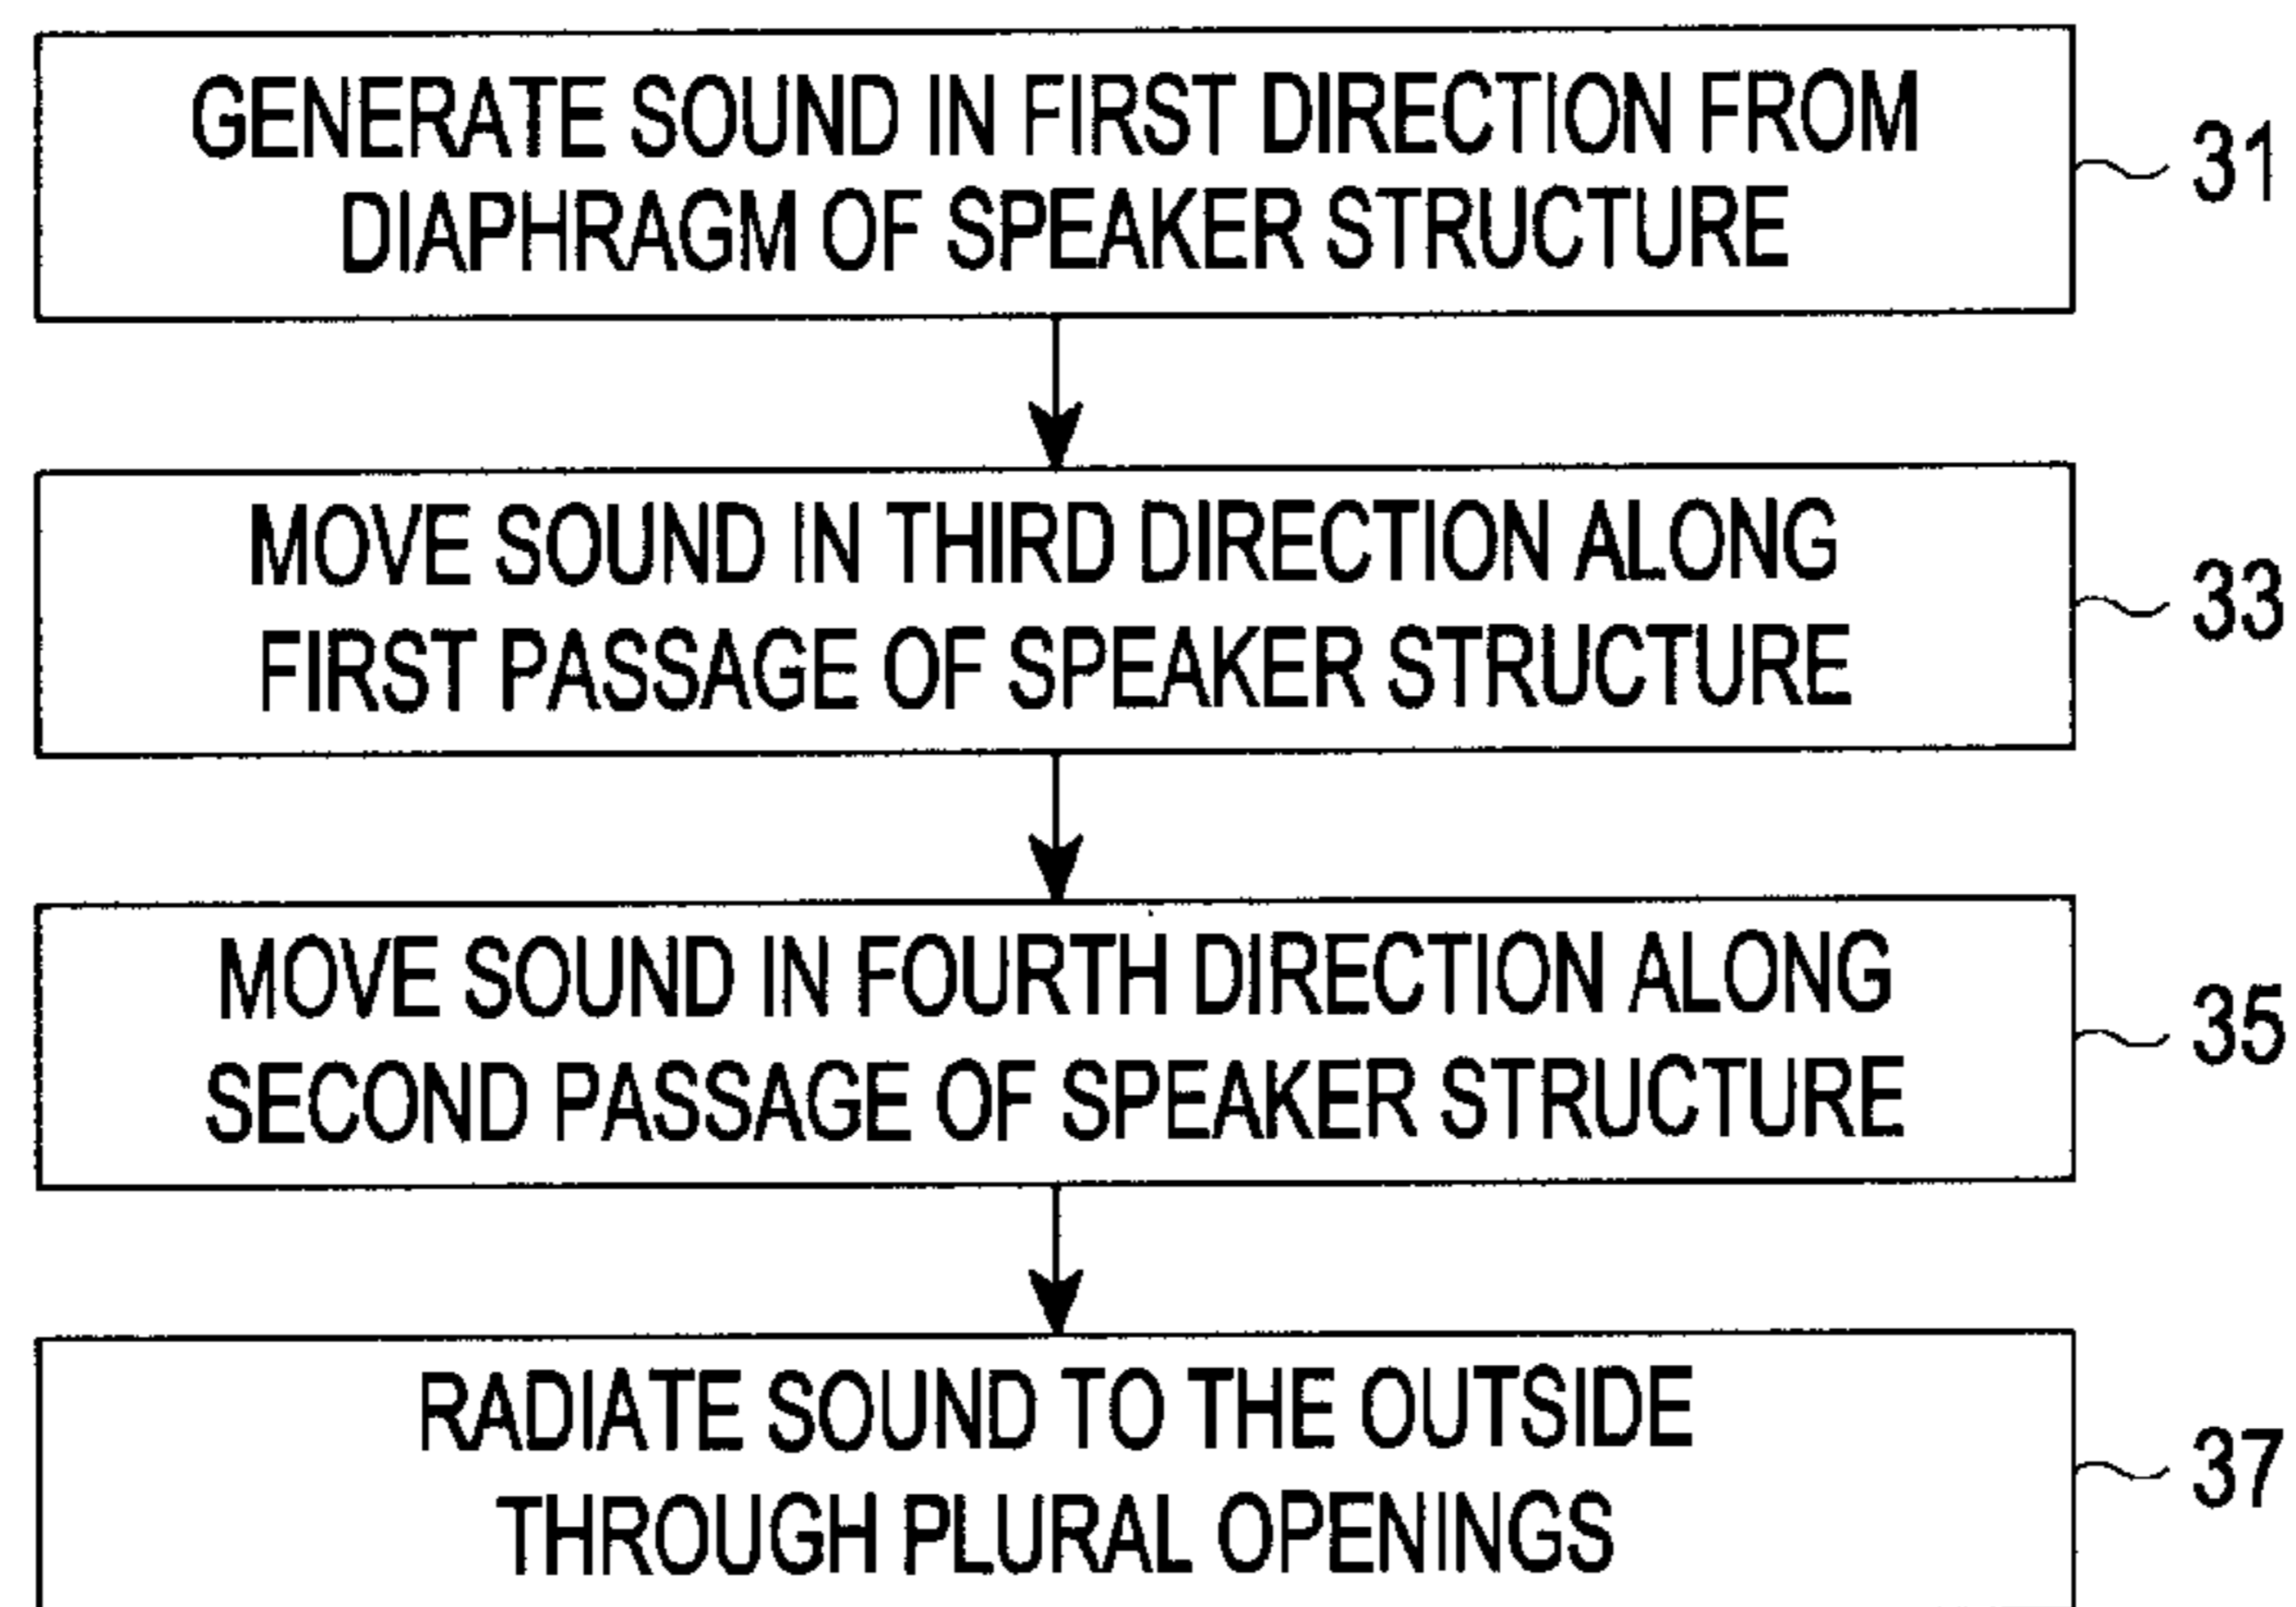 GENERATE SOUND IN FIRST DIRECTION FROM
DIAPHRAGM OF SPEAKER STRUCTURE
31
MOVE SOUND IN THIRD DIRECTION ALONG
FIRST PASSAGE OF SPEAKER STRUCTURE
33
MOVE SOUND IN FOURTH DIRECTION ALONG
SECOND PASSAGE OF SPEAKER STRUCTURE
35
RADIATE SOUND TO THE OUTSIDE
THROUGH PLURAL OPENINGS
37